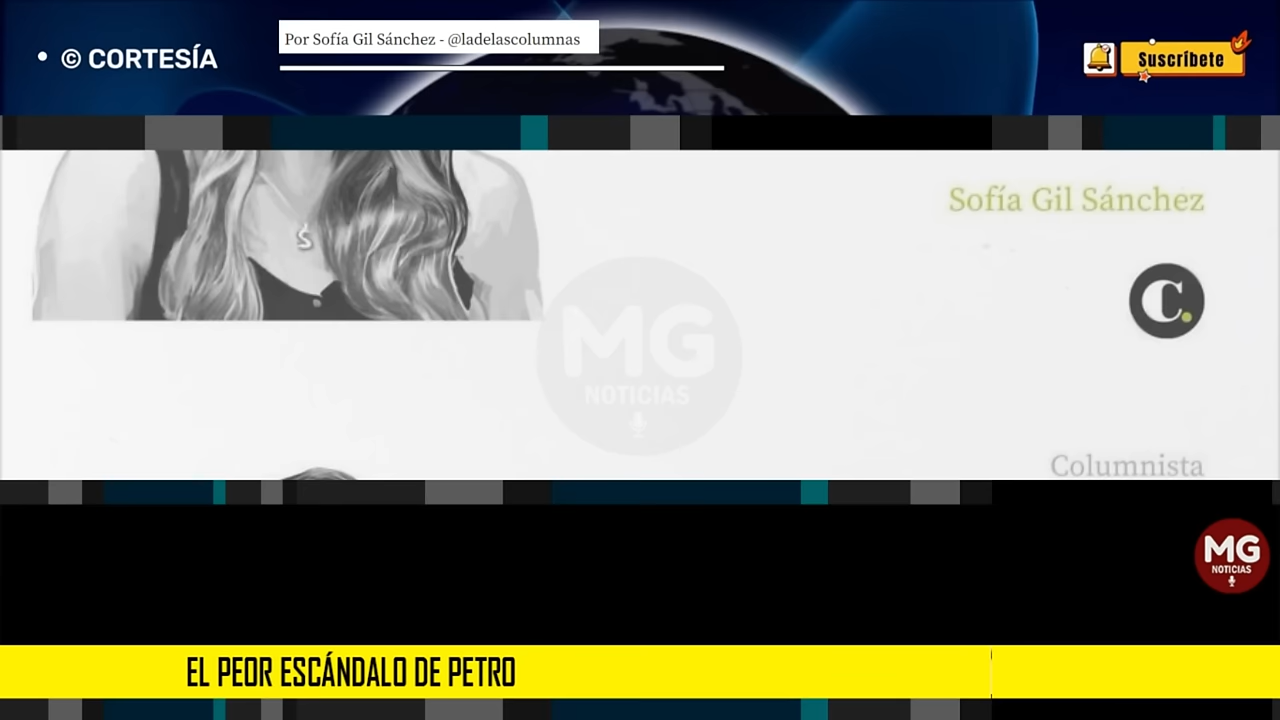 © CORTESÍA
Por Sofía Gil Sánchez - @ladelascolumnas
Suscríbete
Sofía Gil Sánchez
C.
MG
NOTICIAS
Columnista
MG
NOTICIAS
EL PEOR ESCÁNDALO DE PETRO